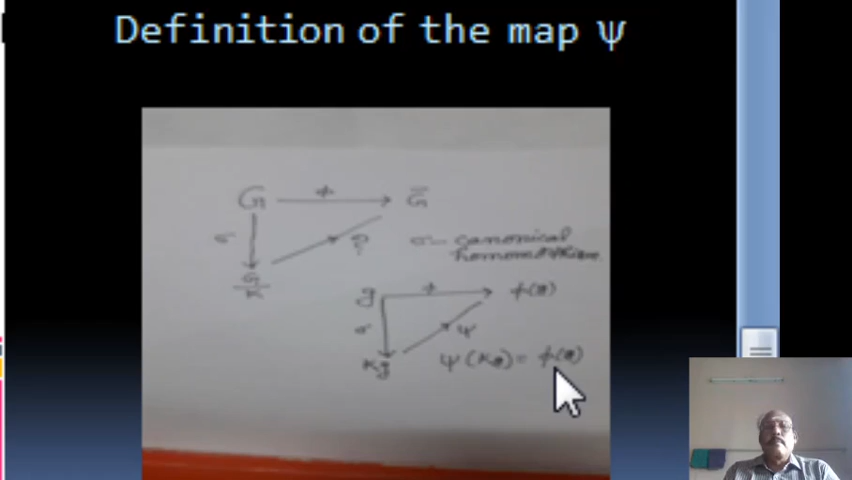 Definition of the map ψ
G ϕ Ḡ
σ ? σ – canonical
homomorphism
G/K
g ϕ ϕ(g)
σ ψ
Kg ψ(Kg) = ϕ(g)